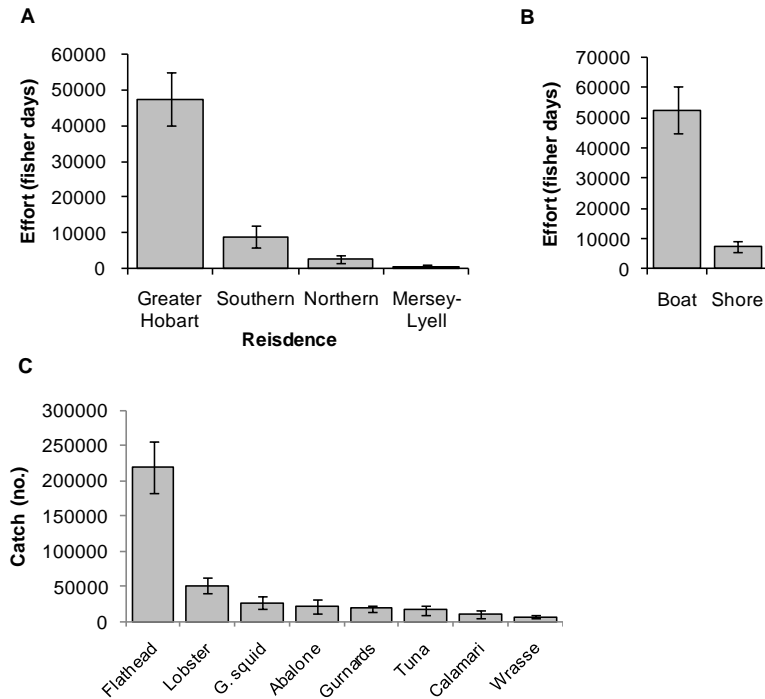 A
60000
50000
40000
30000
20000
10000
0
Effort (fisher days)
Greater Hobart
Southern
Northern
Mersey-Lyell
Reisdence
B
70000
60000
50000
40000
30000
20000
10000
0
Effort (fisher days)
Boat Shore
C
300000
250000
200000
150000
100000
50000
0
Catch (no.)
Flathead
Lobster
G. squid
Abalone
Gurnards
Tuna
Calamari
Wrasse